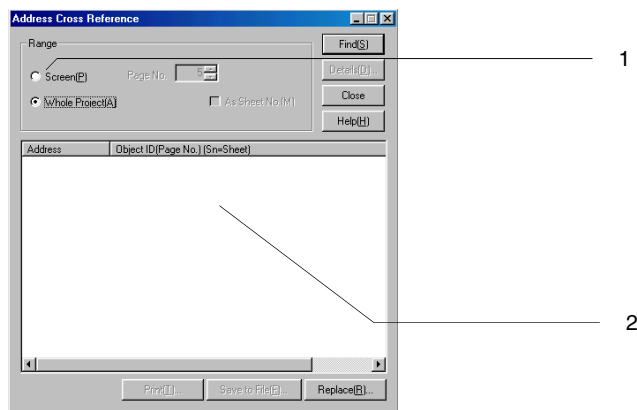 Address Cross Reference
Range
Find(S)
Screen(P) Page No. 5
Details(D)...
1
Whole Project(A) As Sheet No.(M)
Close
Help(H)
Address Object ID(Page No.) (Sn=Sheet)
2
Print(T)... Save to File(F)... Replace(R)...